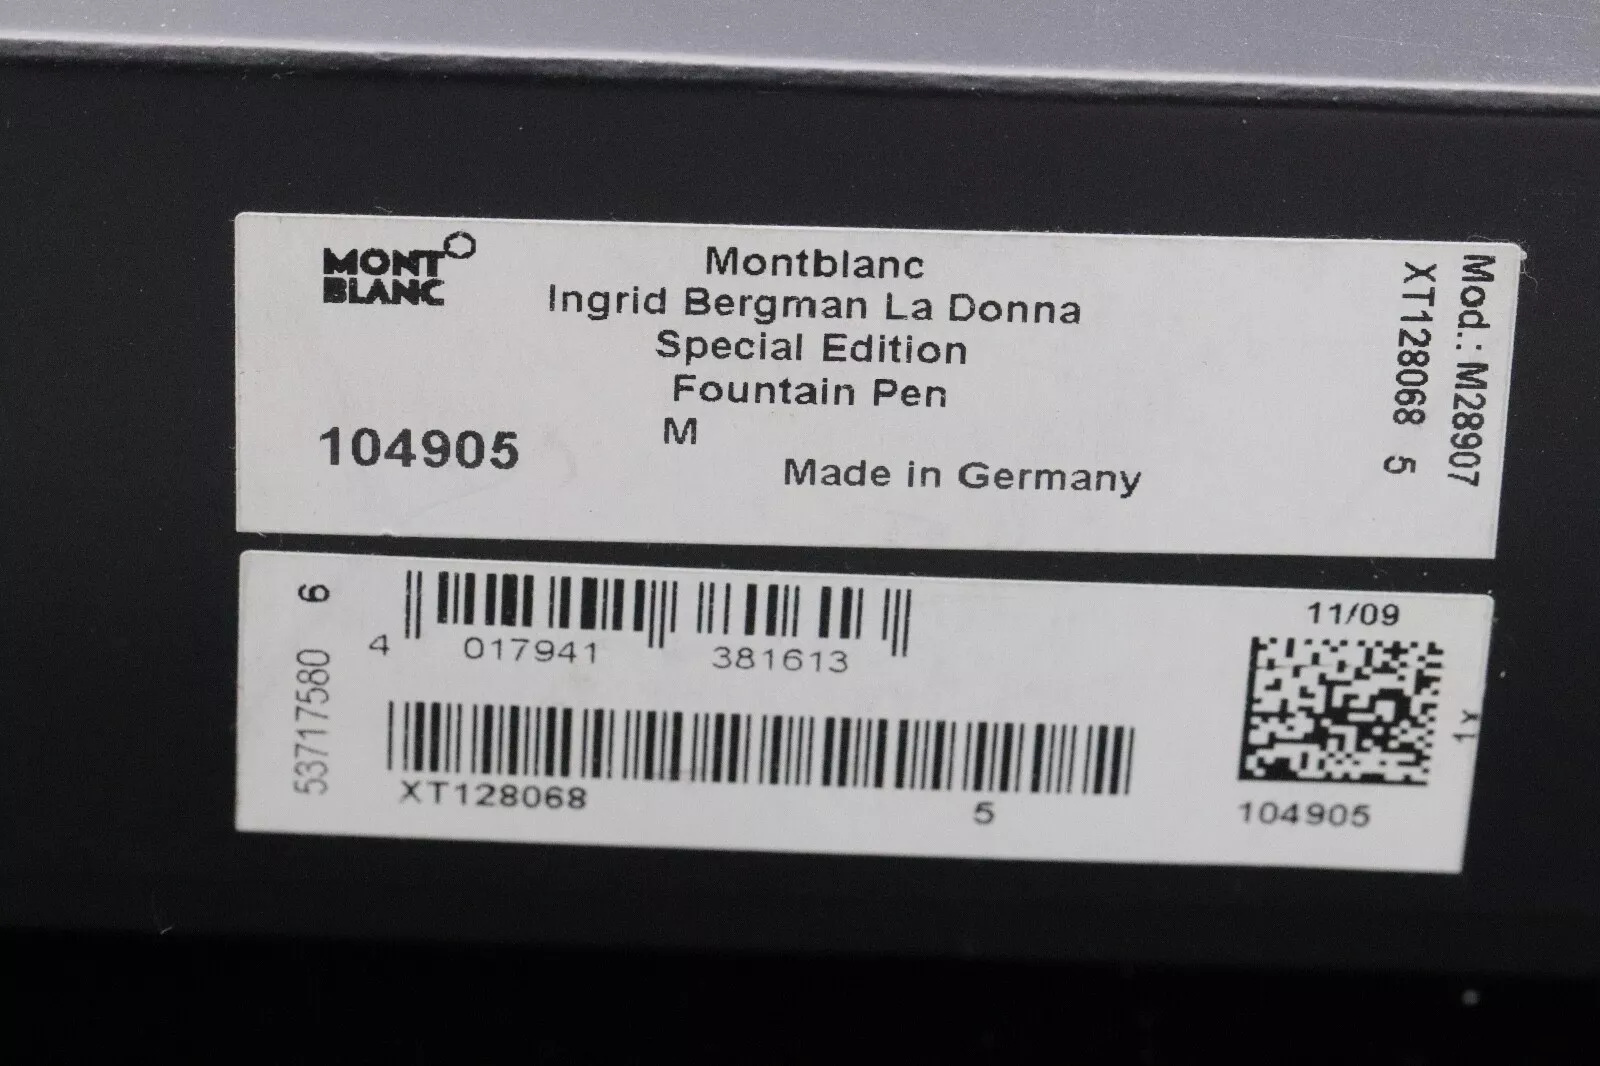 MONT
BLANC
Montblanc
Ingrid Bergman La Donna
Special Edition
Fountain Pen
M
104905
Made in Germany
Mod.: M28907
XT128068 5
53717580 6
4 017941 381613
XT128068 5
11/09
1X
104905